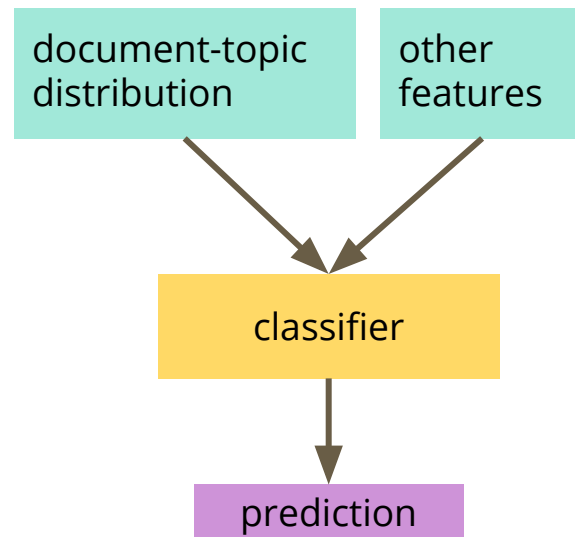 document-topic
distribution
other
features
classifier
prediction